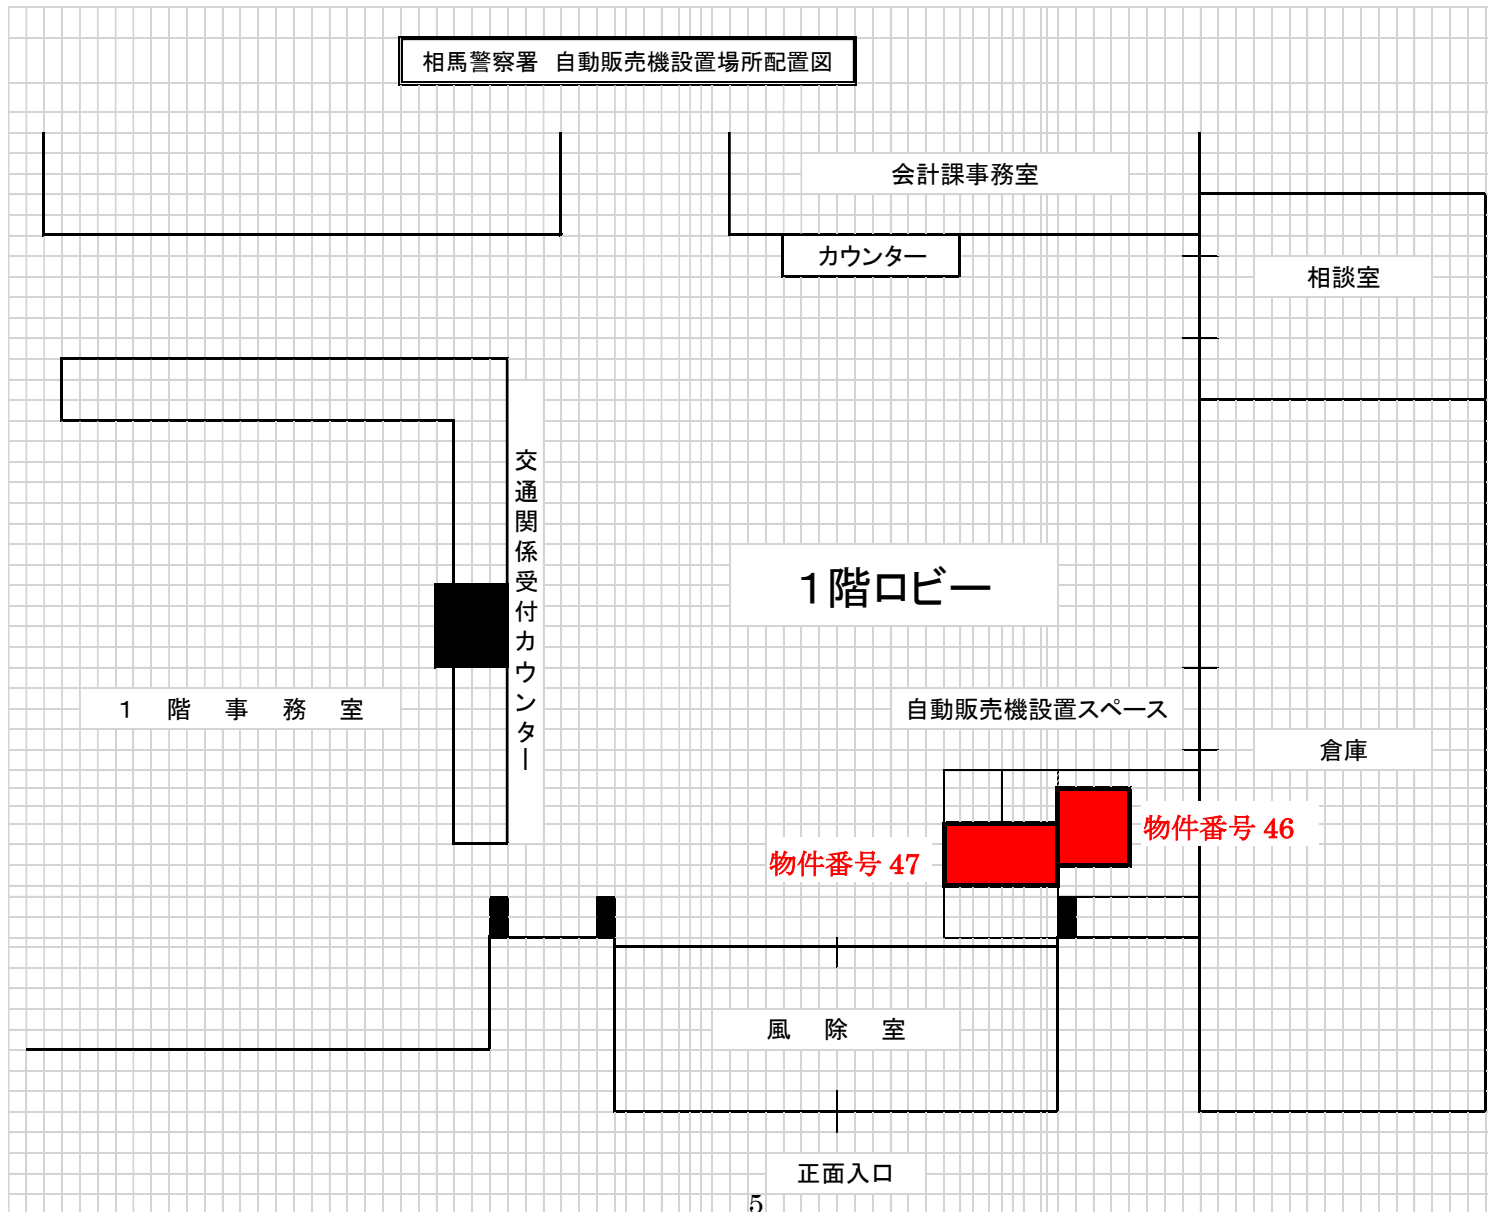 相馬警察署 自動販売機設置場所配置図
会計課事務室
カウンター
相談室
交通関係受付カウンター
1階ロビー
1階事務室
自動販売機設置スペース
倉庫
物件番号 46
物件番号 47
風除室
正面入口
5